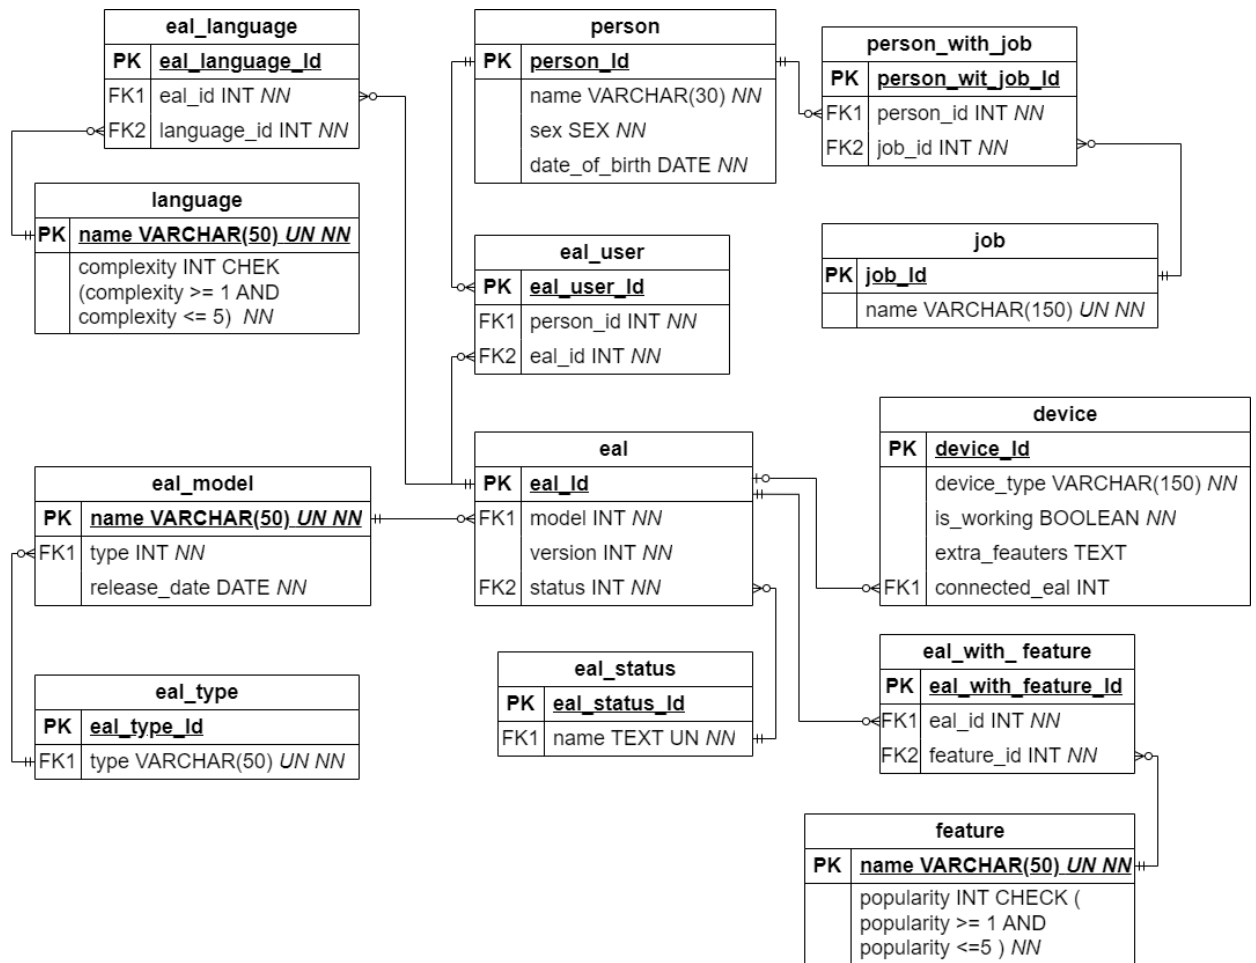 eal_language
PK eal_language_Id
FK1 eal_id INT NN
FK2 language_id INT NN
language
PK name VARCHAR(50) UN NN
complexity INT CHEK
(complexity >= 1 AND
complexity <= 5) NN
person
PK person_Id
name VARCHAR(30) NN
sex SEX NN
date_of_birth DATE NN
person_with_job
PK person_wit_job_Id
FK1 person_id INT NN
FK2 job_id INT NN
job
PK job_Id
name VARCHAR(150) UN NN
eal_user
PK eal_user_Id
FK1 person_id INT NN
FK2 eal_id INT NN
eal_model
PK name VARCHAR(50) UN NN
FK1 type INT NN
release_date DATE NN
eal
PK eal_Id
FK1 model INT NN
version INT NN
FK2 status INT NN
device
PK device_Id
device_type VARCHAR(150) NN
is_working BOOLEAN NN
extra_feauters TEXT
FK1 connected_eal INT
eal_type
PK eal_type_Id
FK1 type VARCHAR(50) UN NN
eal_status
PK eal_status_Id
FK1 name TEXT UN NN
eal_with_ feature
PK eal_with_feature_Id
FK1 eal_id INT NN
FK2 feature_id INT NN
feature
PK name VARCHAR(50) UN NN
popularity INT CHECK (
popularity >= 1 AND
popularity <=5 ) NN